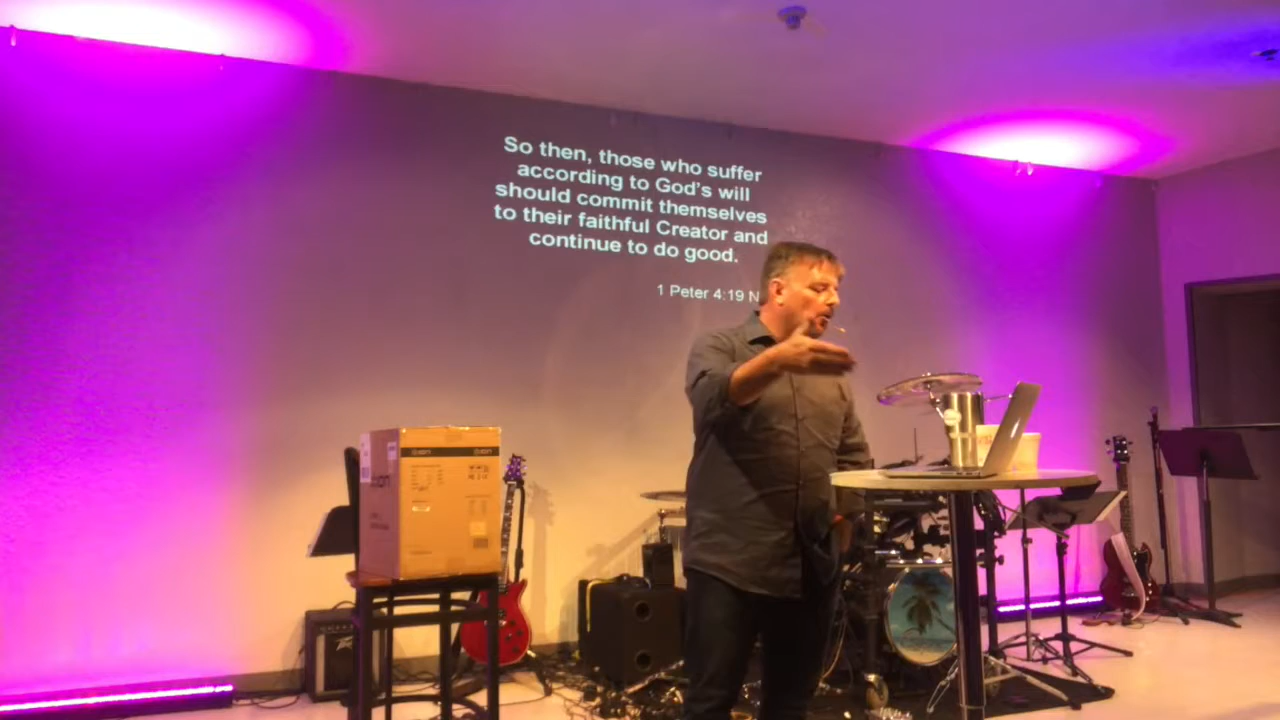 So then, those who suffer
according to God's will
should commit themselves
to their faithful Creator and
continue to do good.
1 Peter 4:19 N